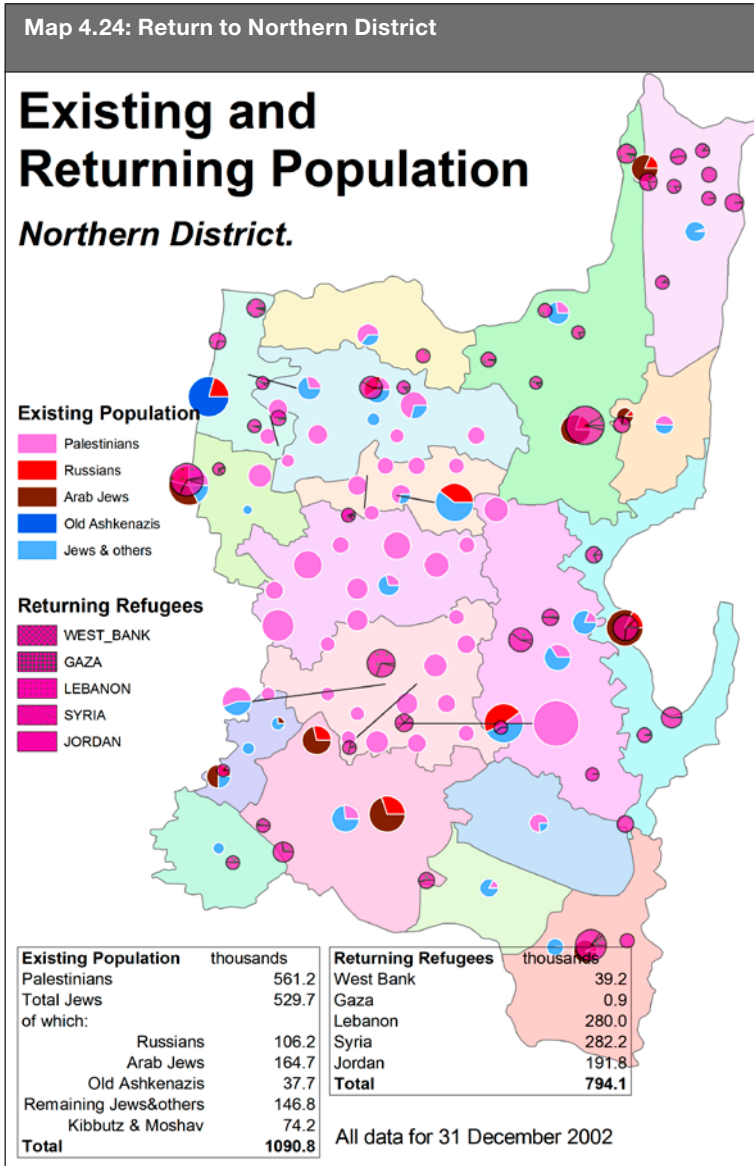 Map 4.24: Return to Northern District
Existing and
Returning Population
Northern District.
Existing Population
Palestinians
Russians
Arab Jews
Old Ashkenazis
Jews & others
Returning Refugees
WEST_BANK
GAZA
LEBANON
SYRIA
JORDAN
Existing Population thousands
Palestinians 561.2
Total Jews 529.7
of which:
Russians 106.2
Arab Jews 164.7
Old Ashkenazis 37.7
Remaining Jews&others 146.8
Kibbutz & Moshav 74.2
Total 1090.8
Returning Refugees thousands
West Bank 39.2
Gaza 0.9
Lebanon 280.0
Syria 282.2
Jordan 191.8
Total 794.1
All data for 31 December 2002